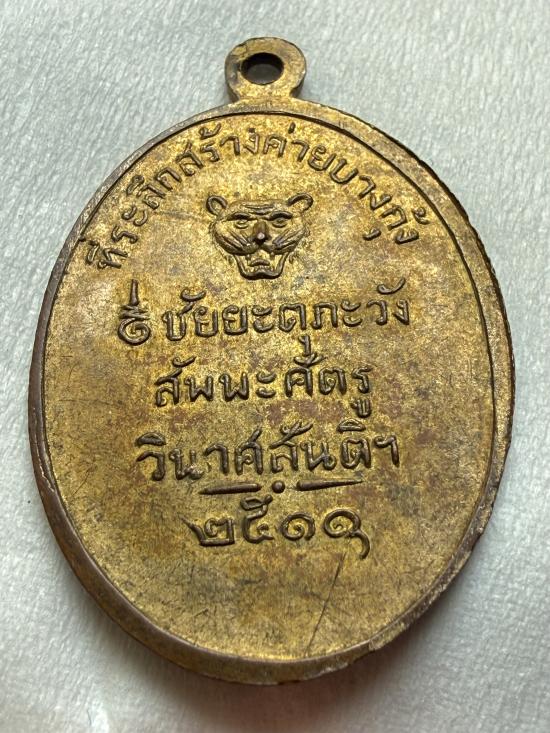 ที่ระลึกสร้างค่ายบางกุ้ง
ชัยยะตุภะวัง
สัพพะศัตรู
วินาศสันติฯ
๒๕๑๑